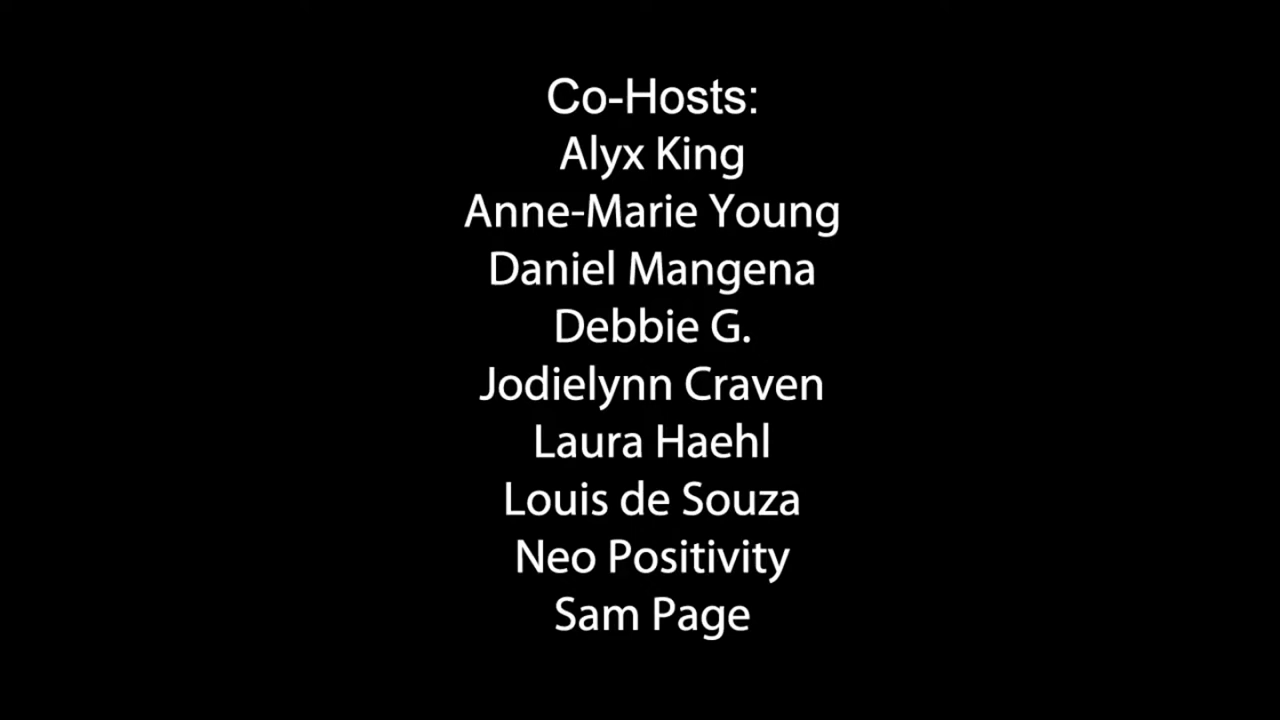 Co-Hosts:
Alyx King
Anne-Marie Young
Daniel Mangena
Debbie G.
Jodielynn Craven
Laura Haehl
Louis de Souza
Neo Positivity
Sam Page